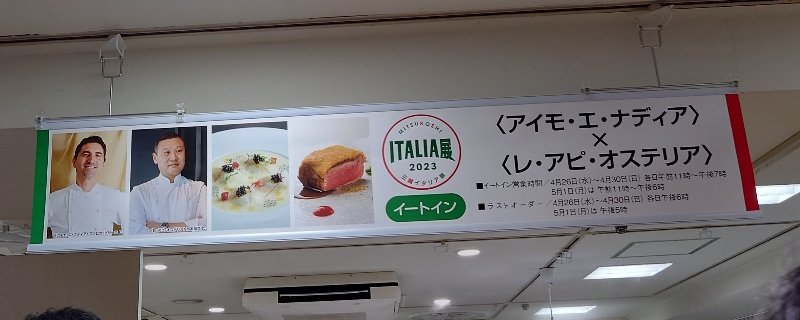 MITSUKOSHI
ITALIA展
2023
三越イタリア展
イートイン
〈アイモ・エ・ナディア〉
×
〈レ・アピ・オステリア〉
■イートイン営業時間／4月26日(水)～4月30日(日) 各日午前11時～午後7時
5月1日(月)は 午前11時～午後6時
■ラストオーダー／4月26日(水)～4月30日(日) 各日午後6時
5月1日(月)は 午後5時